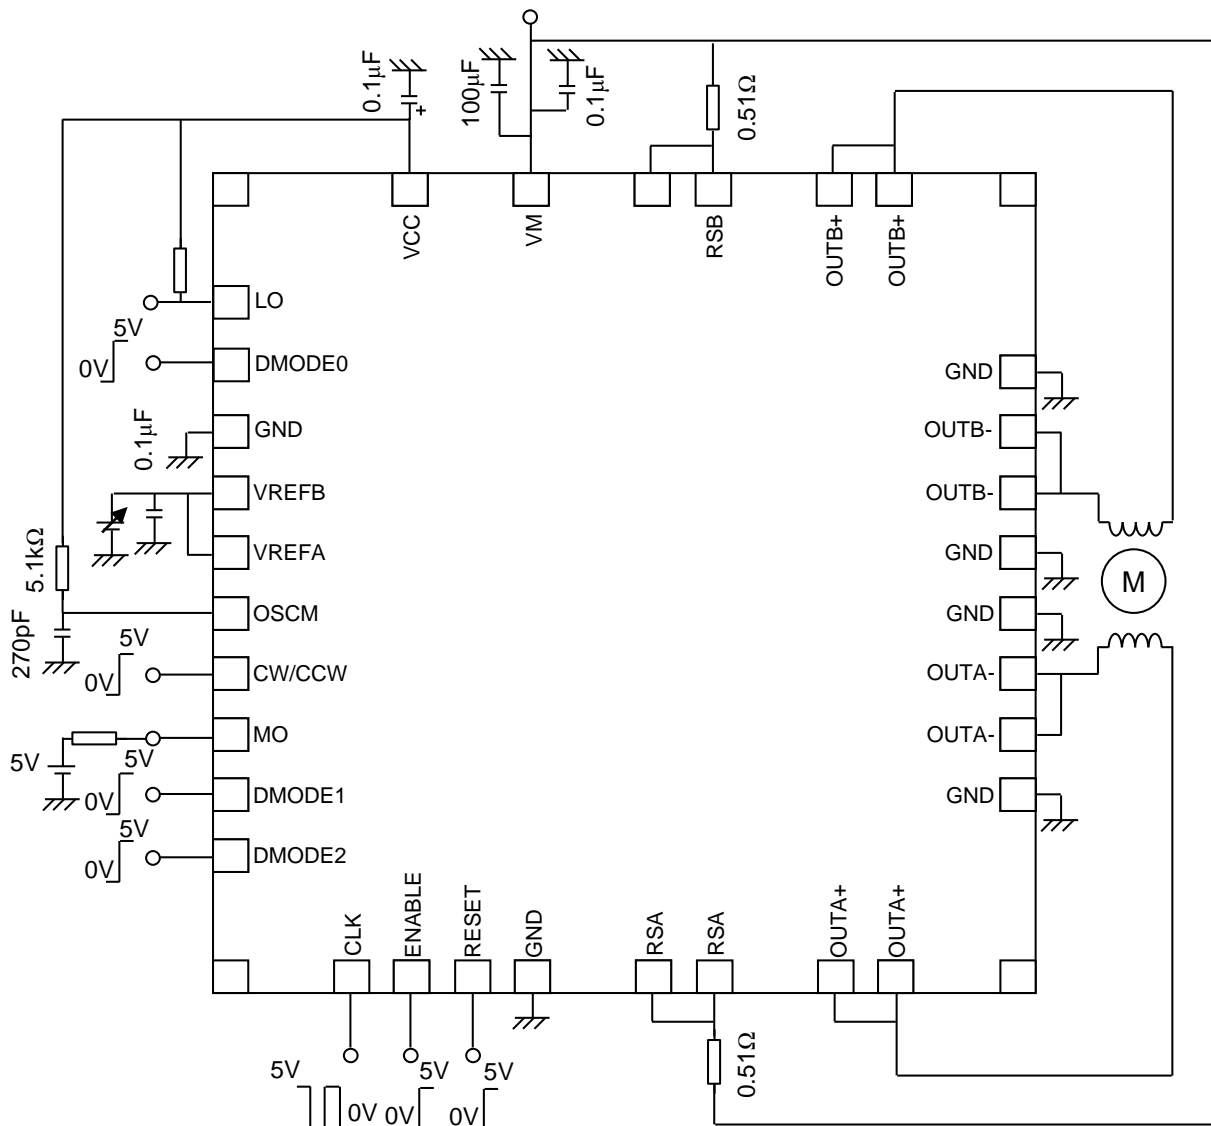 0.1μF
100μF
0.1μF
0.51Ω
+
VCC
VM
RSB
OUTB+
OUTB+
LO
5V
0V
DMODE0
0.1μF
GND
VREFB
VREFA
5.1kΩ
OSCM
270pF
5V
0V
CW/CCW
MO
5V
5V
0V
DMODE1
5V
0V
DMODE2
GND
OUTB-
OUTB-
GND
GND
OUTA-
OUTA-
GND
M
CLK
ENABLE
RESET
GND
RSA
RSA
OUTA+
OUTA+
0.51Ω
5V
0V
5V
0V
5V
0V